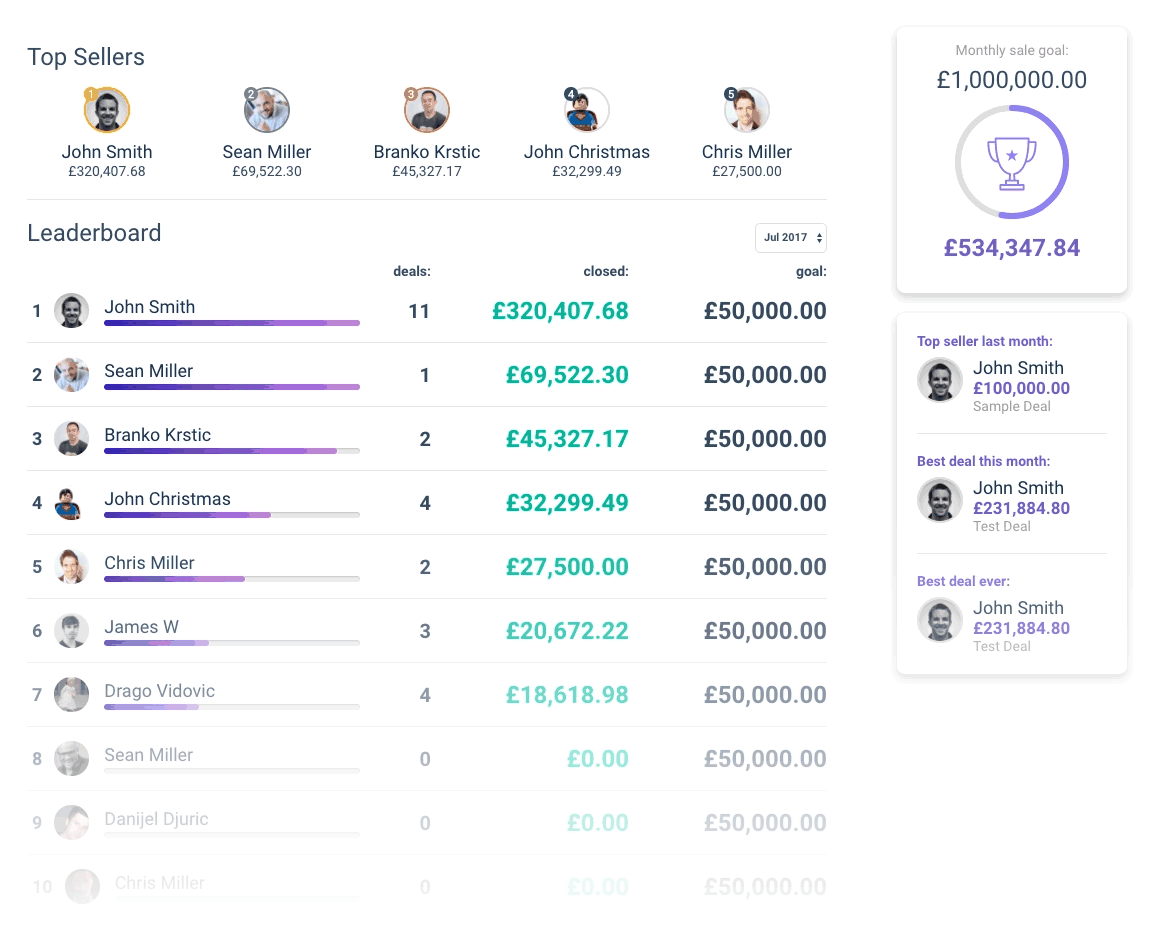 Top Sellers
1 2 3 4 5
John Smith Sean Miller Branko Krstic John Christmas Chris Miller
£320,407.68 £69,522.30 £45,327.17 £32,299.49 £27,500.00
Leaderboard
Jul 2017
deals: closed: goal:
1 John Smith 11 £320,407.68 £50,000.00
2 Sean Miller 1 £69,522.30 £50,000.00
3 Branko Krstic 2 £45,327.17 £50,000.00
4 John Christmas 4 £32,299.49 £50,000.00
5 Chris Miller 2 £27,500.00 £50,000.00
6 James W 3 £20,672.22 £50,000.00
7 Drago Vidovic 4 £18,618.98 £50,000.00
8 Sean Miller 0 £0.00 £50,000.00
9 Danijel Djuric 0 £0.00 £50,000.00
10 Chris Miller 0 £0.00 £50,000.00
Monthly sale goal:
£1,000,000.00
£534,347.84
Top seller last month:
John Smith
£100,000.00
Sample Deal
Best deal this month:
John Smith
£231,884.80
Test Deal
Best deal ever:
John Smith
£231,884.80
Test Deal